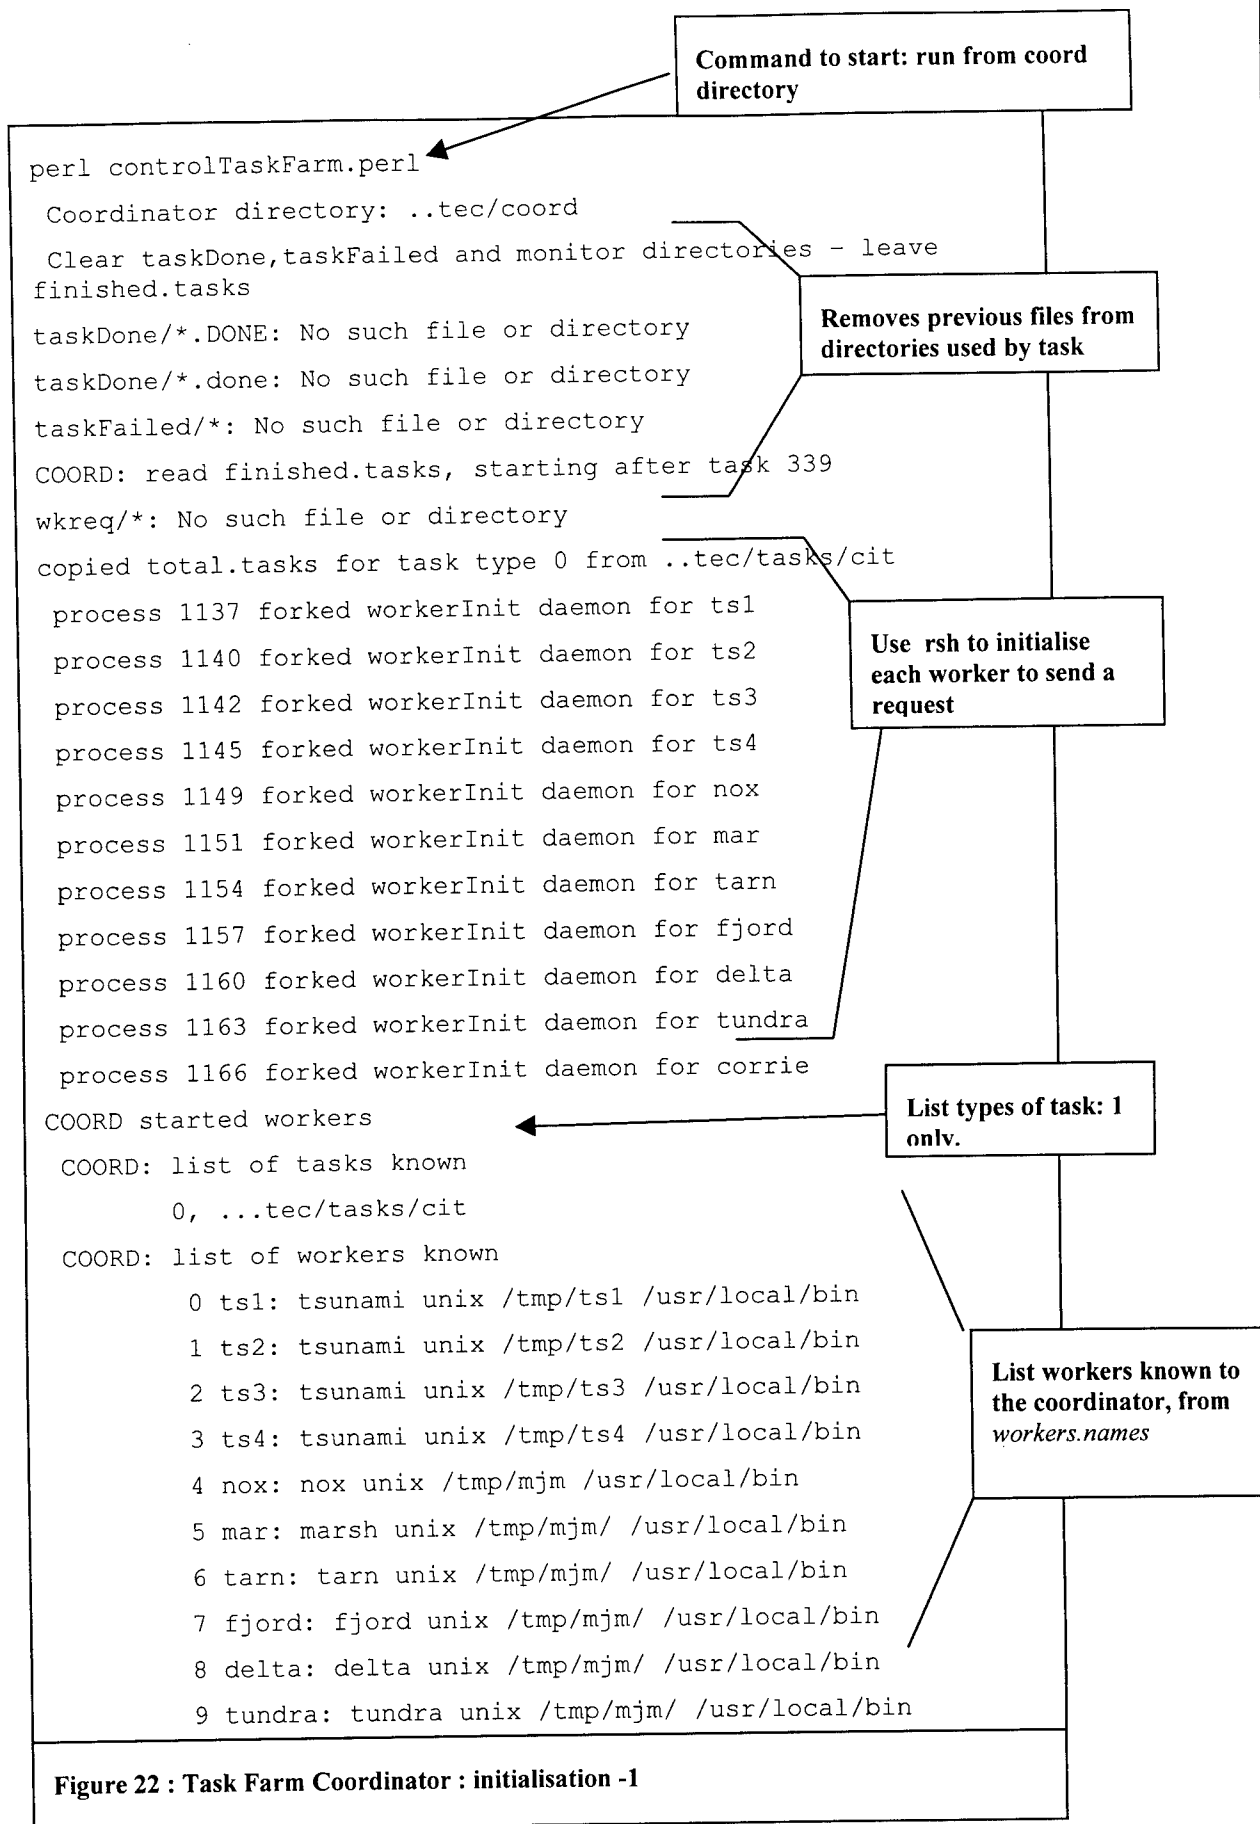 Command to start: run from coord
directory
perl controlTaskFarm.perl
Coordinator directory: ..tec/coord
Clear taskDone,taskFailed and monitor directories – leave
finished.tasks
taskDone/*.DONE: No such file or directory
taskDone/*.done: No such file or directory
taskFailed/*: No such file or directory
COORD: read finished.tasks, starting after task 339
wkreq/*: No such file or directory
Removes previous files from
directories used by task
copied total.tasks for task type 0 from ..tec/tasks/cit
process 1137 forked workerInit daemon for ts1
process 1140 forked workerInit daemon for ts2
process 1142 forked workerInit daemon for ts3
process 1145 forked workerInit daemon for ts4
process 1149 forked workerInit daemon for nox
process 1151 forked workerInit daemon for mar
process 1154 forked workerInit daemon for tarn
process 1157 forked workerInit daemon for fjord
process 1160 forked workerInit daemon for delta
process 1163 forked workerInit daemon for tundra
process 1166 forked workerInit daemon for corrie
Use rsh to initialise
each worker to send a
request
COORD started workers
COORD: list of tasks known
0, ...tec/tasks/cit
List types of task: 1
only.
COORD: list of workers known
0 ts1: tsunami unix /tmp/ts1 /usr/local/bin
1 ts2: tsunami unix /tmp/ts2 /usr/local/bin
2 ts3: tsunami unix /tmp/ts3 /usr/local/bin
3 ts4: tsunami unix /tmp/ts4 /usr/local/bin
4 nox: nox unix /tmp/mjm /usr/local/bin
5 mar: marsh unix /tmp/mjm/ /usr/local/bin
6 tarn: tarn unix /tmp/mjm/ /usr/local/bin
7 fjord: fjord unix /tmp/mjm/ /usr/local/bin
8 delta: delta unix /tmp/mjm/ /usr/local/bin
9 tundra: tundra unix /tmp/mjm/ /usr/local/bin
List workers known to
the coordinator, from
workers.names
Figure 22 : Task Farm Coordinator : initialisation -1